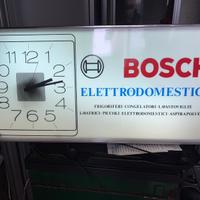 12
11 1
10 2
9 3
8 4
7 5
6
BOSCH
ELETTRODOMESTICI
FRIGORIFERI·CONGELATORI·LAVASTOVIGLIE
LAVATRICI·PICCOLI ELETTRODOMESTICI·ASPIRAPOLVERE